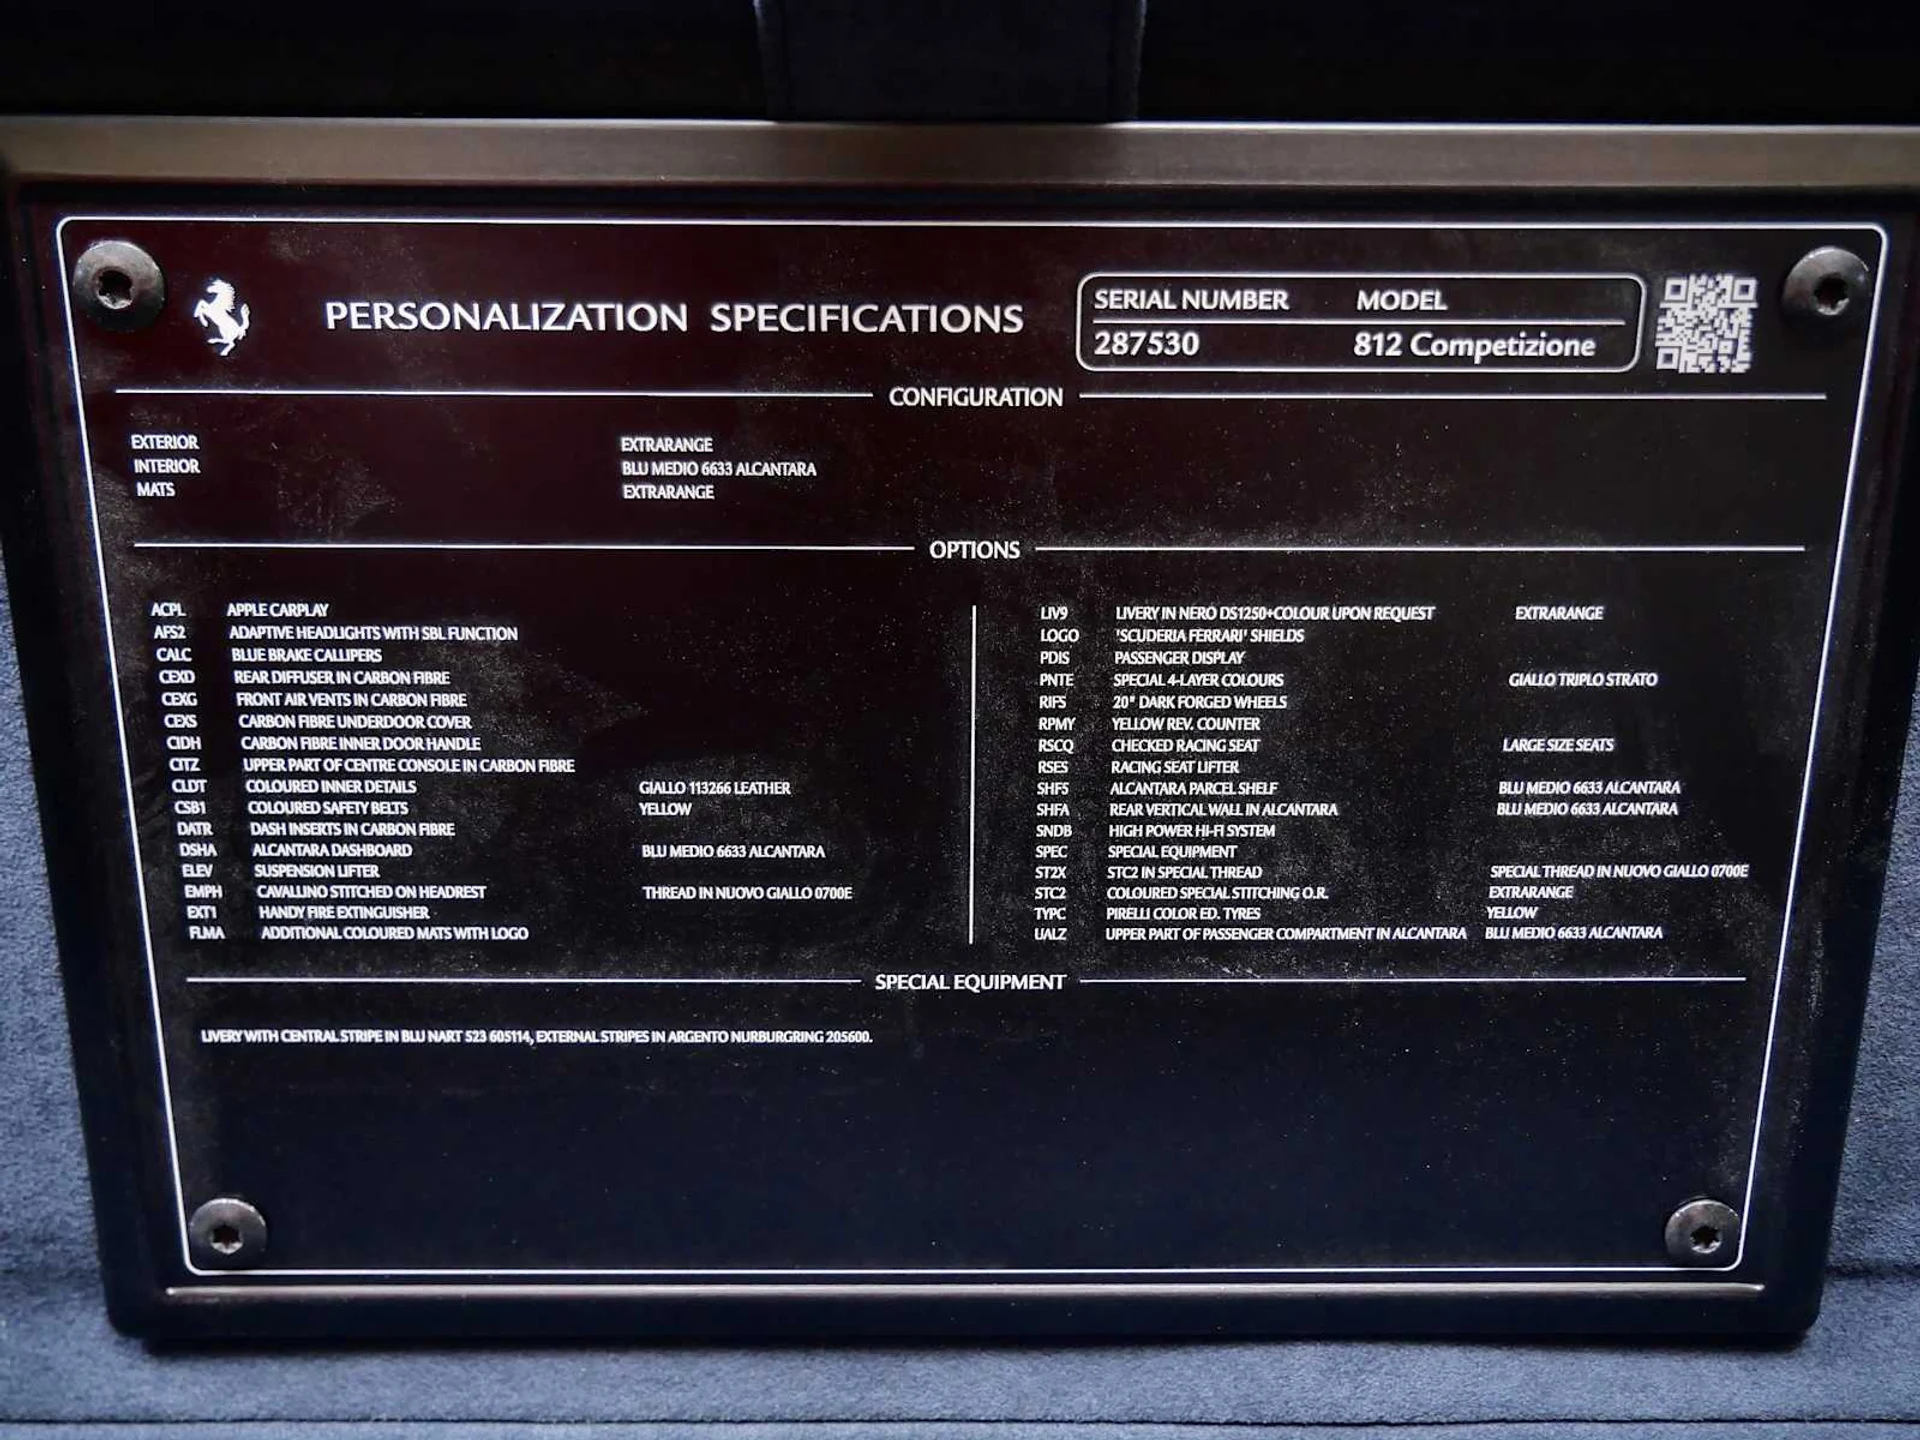 PERSONALIZATION SPECIFICATIONS
SERIAL NUMBER MODEL
287530 812 Competizione
CONFIGURATION
EXTERIOR EXTRARANGE
INTERIOR BLU MEDIO 6633 ALCANTARA
MATS EXTRARANGE
OPTIONS
ACPL APPLE CARPLAY
AFS2 ADAPTIVE HEADLIGHTS WITH SBL FUNCTION
CALC BLUE BRAKE CALLIPERS
CEXD REAR DIFFUSER IN CARBON FIBRE
CEXG FRONT AIR VENTS IN CARBON FIBRE
CEXS CARBON FIBRE UNDERDOOR COVER
CIDH CARBON FIBRE INNER DOOR HANDLE
CITZ UPPER PART OF CENTRE CONSOLE IN CARBON FIBRE
CLDT COLOURED INNER DETAILS GIALLO 113266 LEATHER
CSB1 COLOURED SAFETY BELTS YELLOW
DATR DASH INSERTS IN CARBON FIBRE
DSHA ALCANTARA DASHBOARD BLU MEDIO 6633 ALCANTARA
ELEV SUSPENSION LIFTER
EMPH CAVALLINO STITCHED ON HEADREST THREAD IN NUOVO GIALLO 0700E
EXT1 HANDY FIRE EXTINGUISHER
FLMA ADDITIONAL COLOURED MATS WITH LOGO
LIV9 LIVERY IN NERO DS1250+COLOUR UPON REQUEST EXTRARANGE
LOGO 'SCUDERIA FERRARI' SHIELDS
PDIS PASSENGER DISPLAY
PNTE SPECIAL 4-LAYER COLOURS GIALLO TRIPLO STRATO
RIFS 20" DARK FORGED WHEELS
RPMY YELLOW REV. COUNTER
RSCQ CHECKED RACING SEAT LARGE SIZE SEATS
RSES RACING SEAT LIFTER
SHF5 ALCANTARA PARCEL SHELF BLU MEDIO 6633 ALCANTARA
SHFA REAR VERTICAL WALL IN ALCANTARA BLU MEDIO 6633 ALCANTARA
SNDB HIGH POWER HI-FI SYSTEM
SPEC SPECIAL EQUIPMENT
ST2X STC2 IN SPECIAL THREAD SPECIAL THREAD IN NUOVO GIALLO 0700E
STC2 COLOURED SPECIAL STITCHING O.R. EXTRARANGE
TYPC PIRELLI COLOR ED. TYRES YELLOW
UALZ UPPER PART OF PASSENGER COMPARTMENT IN ALCANTARA BLU MEDIO 6633 ALCANTARA
SPECIAL EQUIPMENT
LIVERY WITH CENTRAL STRIPE IN BLU NART 523 605114, EXTERNAL STRIPES IN ARGENTO NURBURGRING 205600.